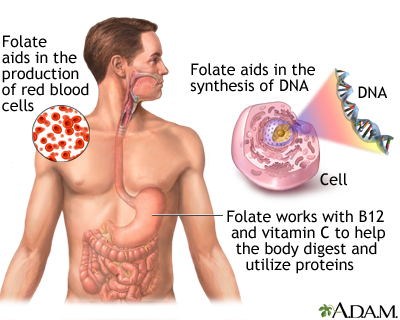 Folate
aids in the
production
of red blood
cells
Folate aids in the
synthesis of DNA
DNA
Cell
Folate works with B12
and vitamin C to help
the body digest and
utilize proteins
A.D.A.M.